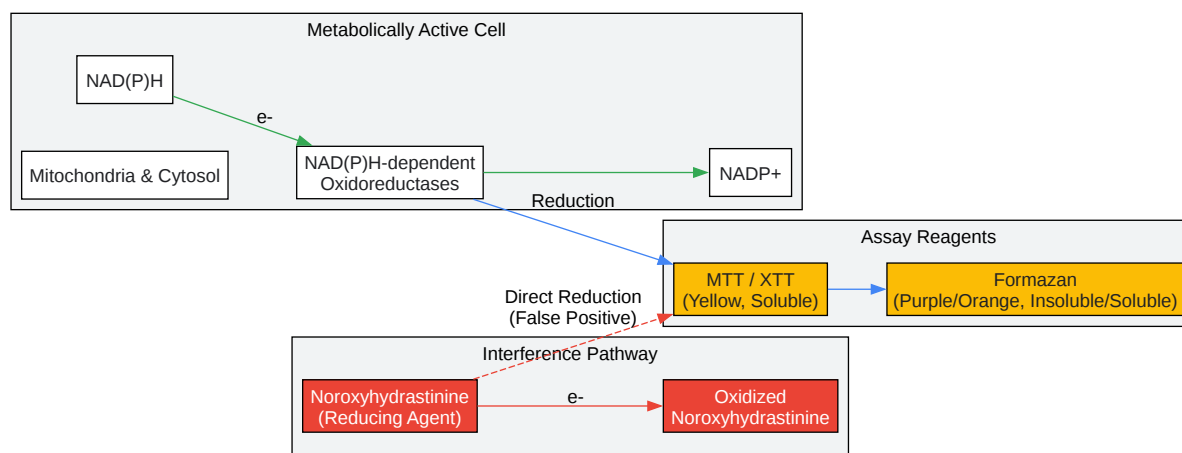 Metabolically Active Cell
NAD(P)H
e-
Mitochondria & Cytosol
NAD(P)H-dependent
Oxidoreductases
NADP+
Reduction
Assay Reagents
MTT / XTT
(Yellow, Soluble)
Formazan
(Purple/Orange, Insoluble/Soluble)
Direct Reduction
(False Positive)
Interference Pathway
Noroxyhydrastinine
(Reducing Agent)
e-
Oxidized
Noroxyhydrastinine